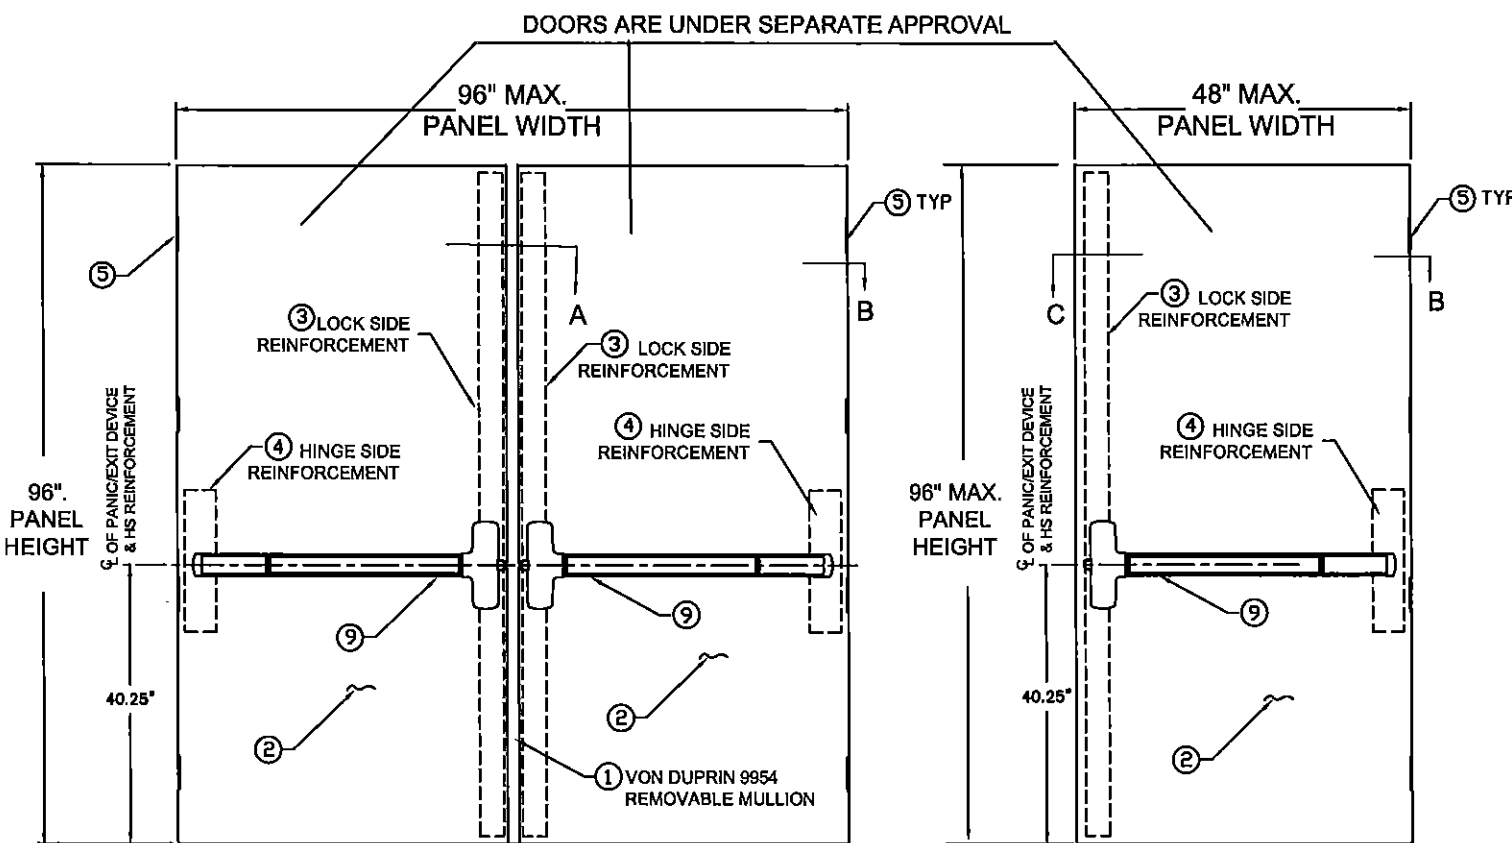 DOORS ARE UNDER SEPARATE APPROVAL
96" MAX.
PANEL WIDTH
48" MAX.
PANEL WIDTH
5 TYP
5 TYP
5
A
B
C
B
3 LOCK SIDE
REINFORCEMENT
3 LOCK SIDE
REINFORCEMENT
3 LOCK SIDE
REINFORCEMENT
4 HINGE SIDE
REINFORCEMENT
4 HINGE SIDE
REINFORCEMENT
4 HINGE SIDE
REINFORCEMENT
96".
PANEL
HEIGHT
℄ OF PANIC/EXIT DEVICE
& HS REINFORCEMENT
96" MAX.
PANEL
HEIGHT
℄ OF PANIC/EXIT DEVICE
& HS REINFORCEMENT
9
9
9
40.25"
40.25"
2
2
2
1 VON DUPRIN 9954
REMOVABLE MULLION